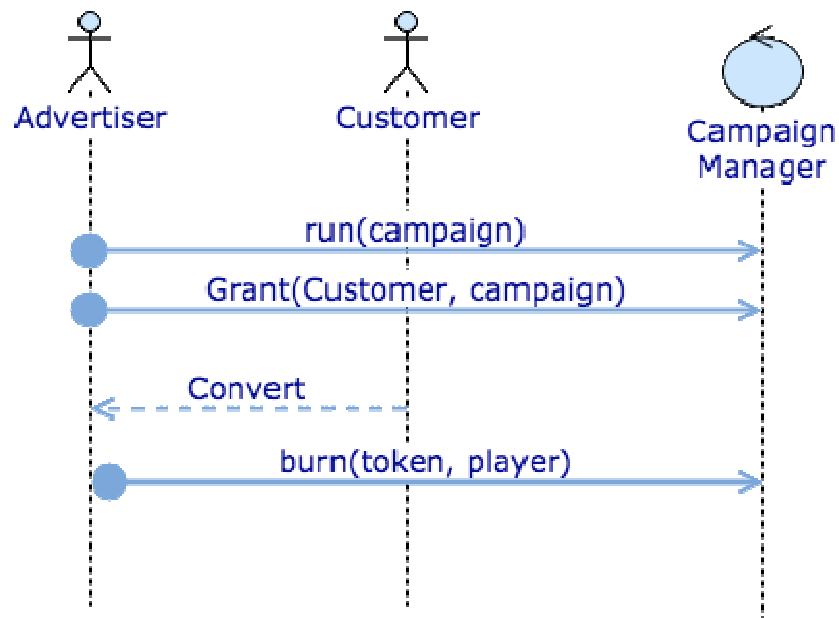 Advertiser
Customer
Campaign
Manager
run(campaign)
Grant(Customer, campaign)
Convert
burn(token, player)